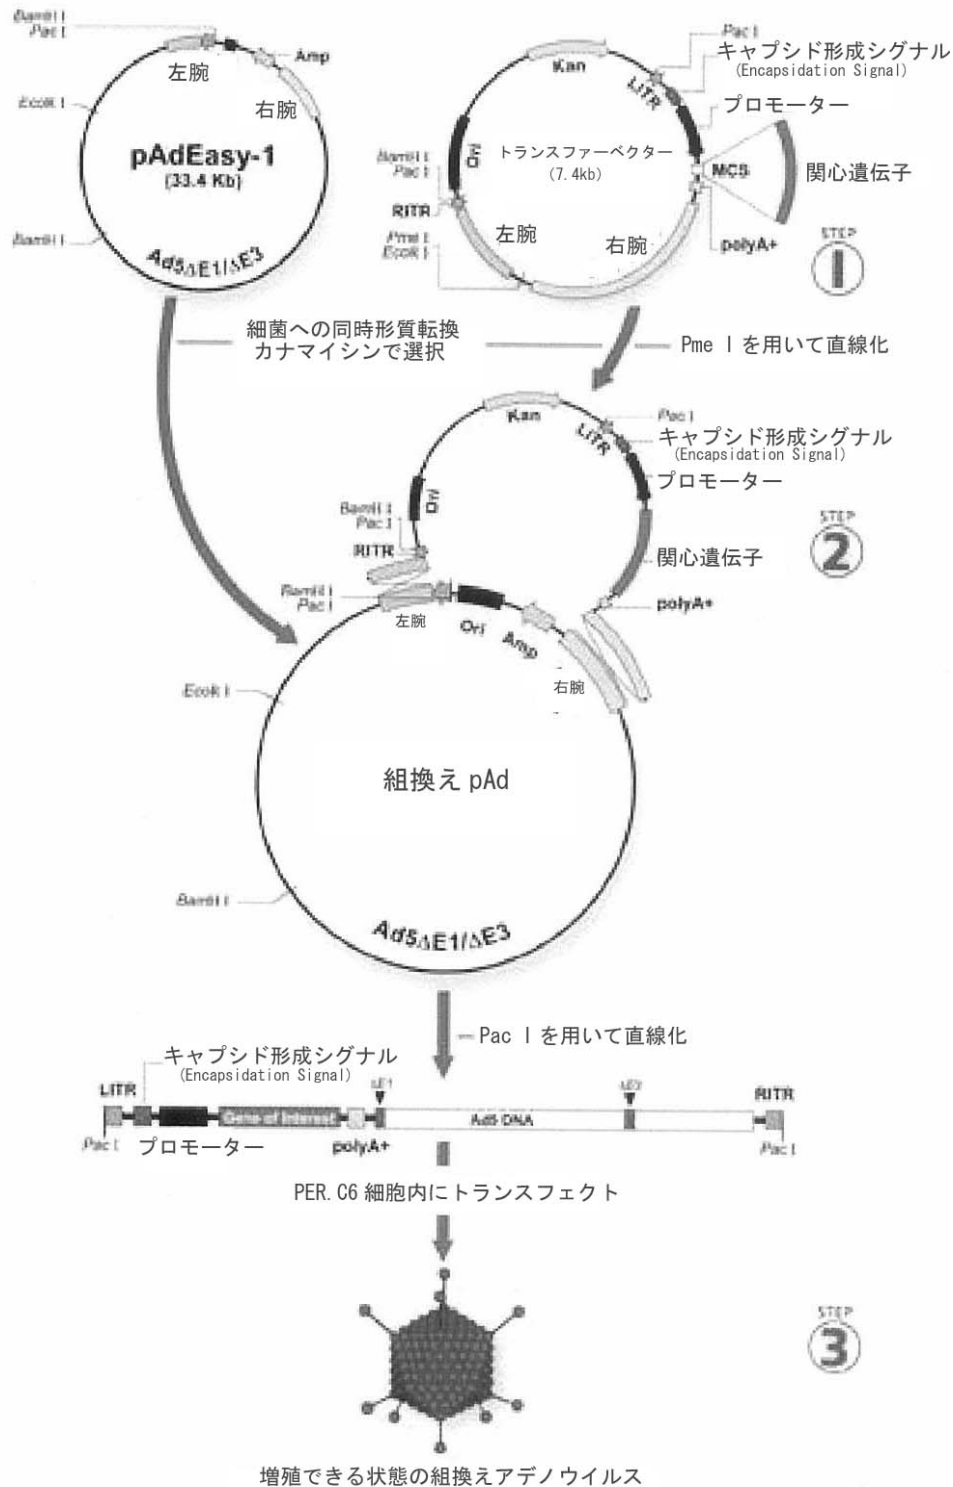 BamH I
Pac I
Amp
左腕
右腕
EcoR I
pAdEasy-1
(33.4 Kb)
BamH I
Ad5ΔE1/ΔE3
Pac I
キャプシド形成シグナル
(Encapsidation Signal)
Kan
LITR
プロモーター
Ori
トランスファーベクター
(7.4kb)
BamH I
Pac I
MCS
関心遺伝子
RITR
左腕
右腕
polyA+
Pme I
EcoR I
STEP
1
細菌への同時形質転換
カナマイシンで選択
Pme I を用いて直線化
Kan
Pac I
LITR
キャプシド形成シグナル
(Encapsidation Signal)
プロモーター
Ori
BamH I
Pac I
RITR
STEP
2
関心遺伝子
BamH I
Pac I
polyA+
左腕
Ori
Amp
右腕
EcoR I
組換え pAd
BamH I
Ad5ΔE1/ΔE3
Pac I を用いて直線化
キャプシド形成シグナル
(Encapsidation Signal)
LITR
ΔE1
ΔE3
RITR
Gene of Interest
Ad5 DNA
Pac I
プロモーター
polyA+
Pac I
PER.C6 細胞内にトランスフェクト
STEP
3
増殖できる状態の組換えアデノウイルス